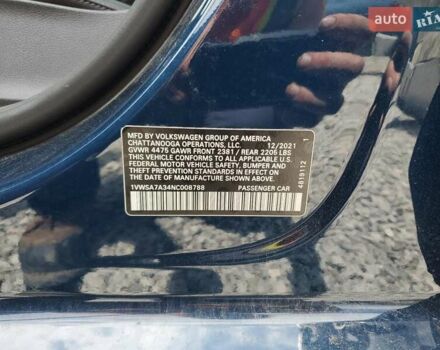 auto RIA
MFD BY VOLKSWAGEN GROUP OF AMERICA
CHATTANOOGA OPERATIONS, LLC. 12/2021
GVWR 4475 GAWR FRONT 2381 / REAR 2206 LBS
THIS VEHICLE CONFORMS TO ALL APPLICABLE
FEDERAL MOTOR VEHICLE SAFETY, BUMPER AND
THEFT PREVENTION STANDARDS IN EFFECT ON THE
DATE OF MANUFACTURE SHOWN ABOVE.
1VWSA7A34NC008788 PASSENGER CAR
1
4819112